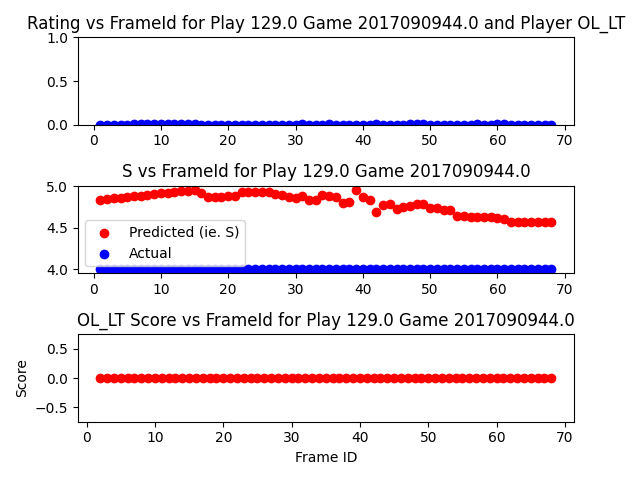 Rating vs FrameId for Play 129.0 Game 2017090944.0 and Player OL_LT
1.0
0.5
0.0
0 10 20 30 40 50 60 70
S vs FrameId for Play 129.0 Game 2017090944.0
5.0
4.5
4.0
Predicted (ie. S)
Actual
0 10 20 30 40 50 60 70
OL_LT Score vs FrameId for Play 129.0 Game 2017090944.0
Score
0.5
0.0
−0.5
0 10 20 30 40 50 60 70
Frame ID